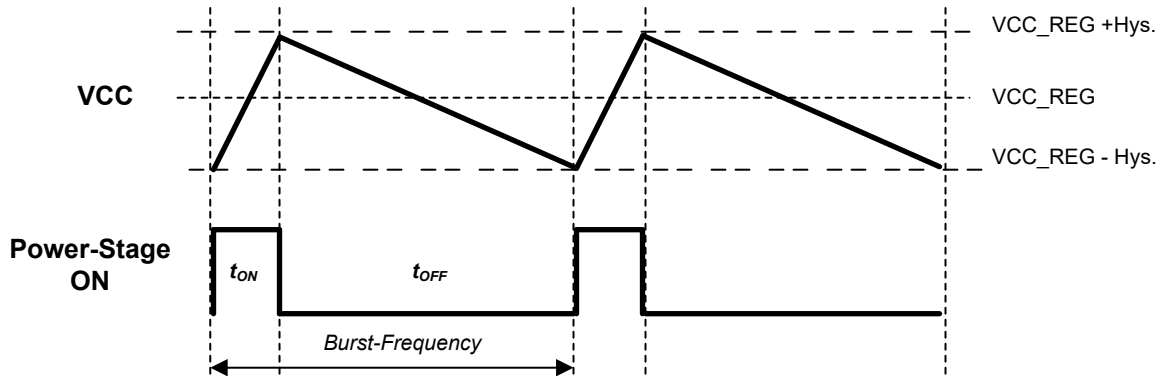 VCC_REG +Hys.
VCC
VCC_REG
VCC_REG - Hys.
Power-Stage
ON
tON
tOFF
Burst-Frequency